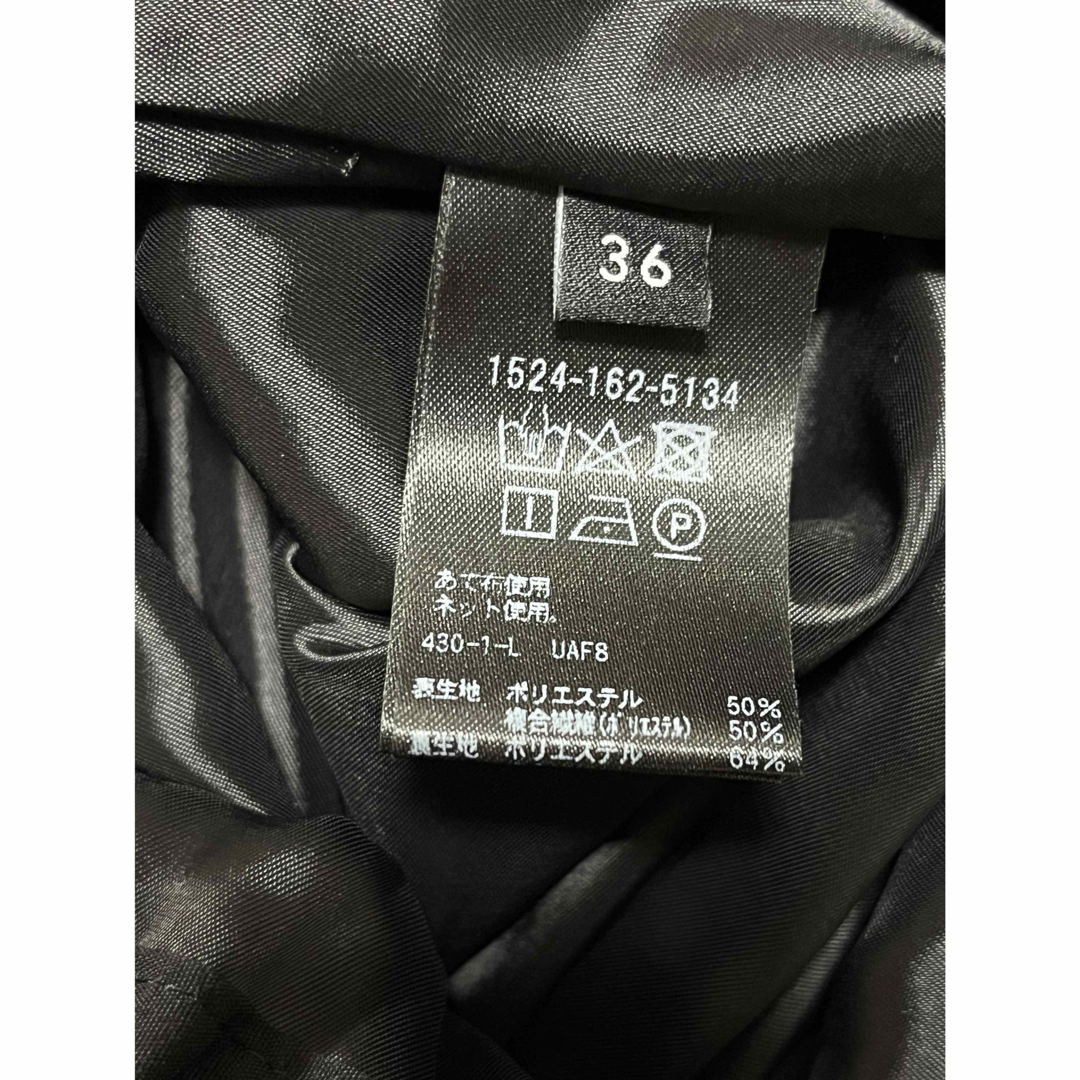 36
1524-162-5134
P
あて布使用
ネット使用。
430-1-L UAF8
表生地 ポリエステル 50%
複合繊維(ポリエステル) 50%
裏生地 ポリエステル 64%